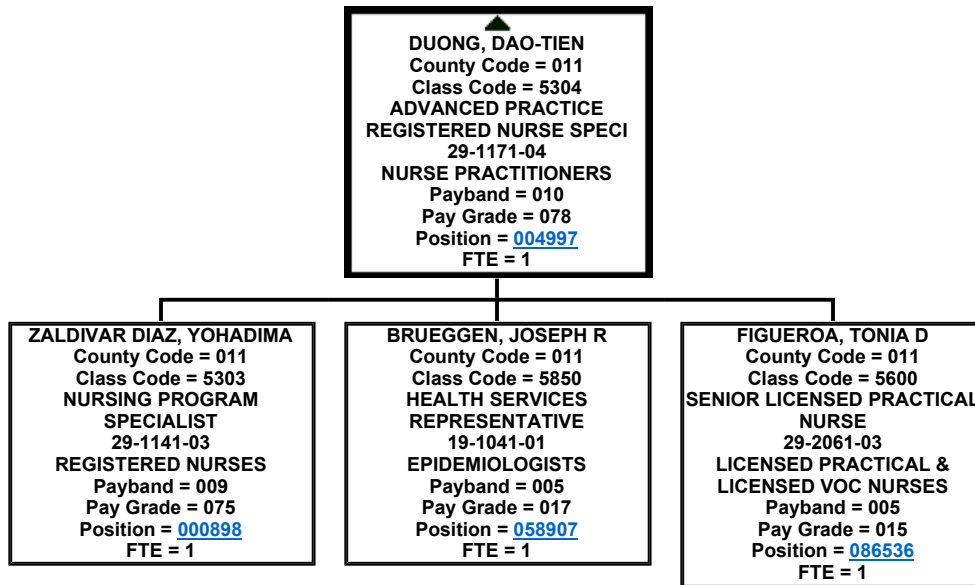 DUONG, DAO-TIEN
County Code = 011
Class Code = 5304
ADVANCED PRACTICE
REGISTERED NURSE SPECI
29-1171-04
NURSE PRACTITIONERS
Payband = 010
Pay Grade = 078
Position = 004997
FTE = 1
ZALDIVAR DIAZ, YOHADIMA
County Code = 011
Class Code = 5303
NURSING PROGRAM
SPECIALIST
29-1141-03
REGISTERED NURSES
Payband = 009
Pay Grade = 075
Position = 000898
FTE = 1
BRUEGGEN, JOSEPH R
County Code = 011
Class Code = 5850
HEALTH SERVICES
REPRESENTATIVE
19-1041-01
EPIDEMIOLOGISTS
Payband = 005
Pay Grade = 017
Position = 058907
FTE = 1
FIGUEROA, TONIA D
County Code = 011
Class Code = 5600
SENIOR LICENSED PRACTICAL
NURSE
29-2061-03
LICENSED PRACTICAL &
LICENSED VOC NURSES
Payband = 005
Pay Grade = 015
Position = 086536
FTE = 1